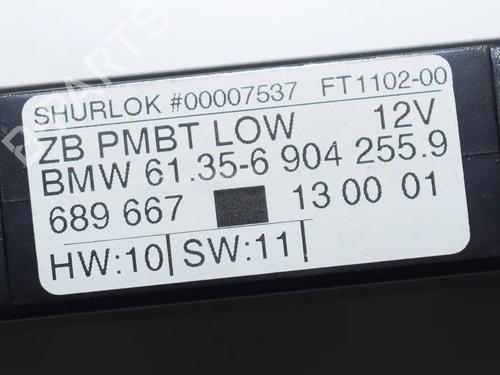 SHURLOK #00007537 FT1102-00
ZB PMBT LOW 12V
BMW 61.35-6 904 255.9
689 667 13 00 01
HW:10 SW:11